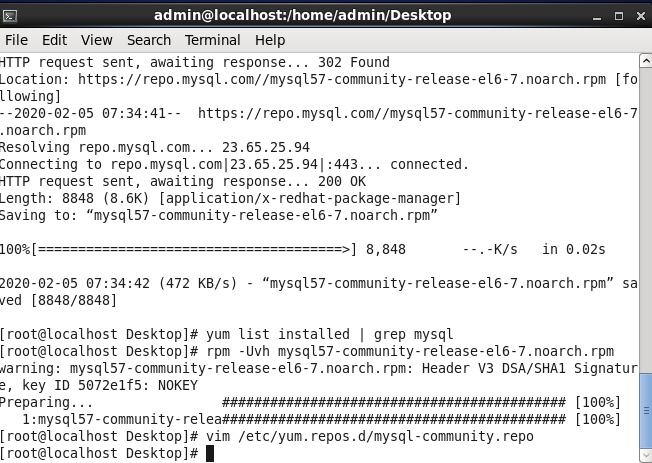 admin@localhost:/home/admin/Desktop
File Edit View Search Terminal Help
HTTP request sent, awaiting response... 302 Found
Location: https://repo.mysql.com//mysql57-community-release-el6-7.noarch.rpm [fo
llowing]
--2020-02-05 07:34:41--  https://repo.mysql.com//mysql57-community-release-el6-7
.noarch.rpm
Resolving repo.mysql.com... 23.65.25.94
Connecting to repo.mysql.com|23.65.25.94|:443... connected.
HTTP request sent, awaiting response... 200 OK
Length: 8848 (8.6K) [application/x-redhat-package-manager]
Saving to: “mysql57-community-release-el6-7.noarch.rpm”
100%[======================================>] 8,848       --.-K/s   in 0.02s
2020-02-05 07:34:42 (472 KB/s) - “mysql57-community-release-el6-7.noarch.rpm” sa
ved [8848/8848]
[root@localhost Desktop]# yum list installed | grep mysql
[root@localhost Desktop]# rpm -Uvh mysql57-community-release-el6-7.noarch.rpm
warning: mysql57-community-release-el6-7.noarch.rpm: Header V3 DSA/SHA1 Signatur
e, key ID 5072e1f5: NOKEY
Preparing...                ########################################### [100%]
   1:mysql57-community-relea########################################### [100%]
[root@localhost Desktop]# vim /etc/yum.repos.d/mysql-community.repo
[root@localhost Desktop]#